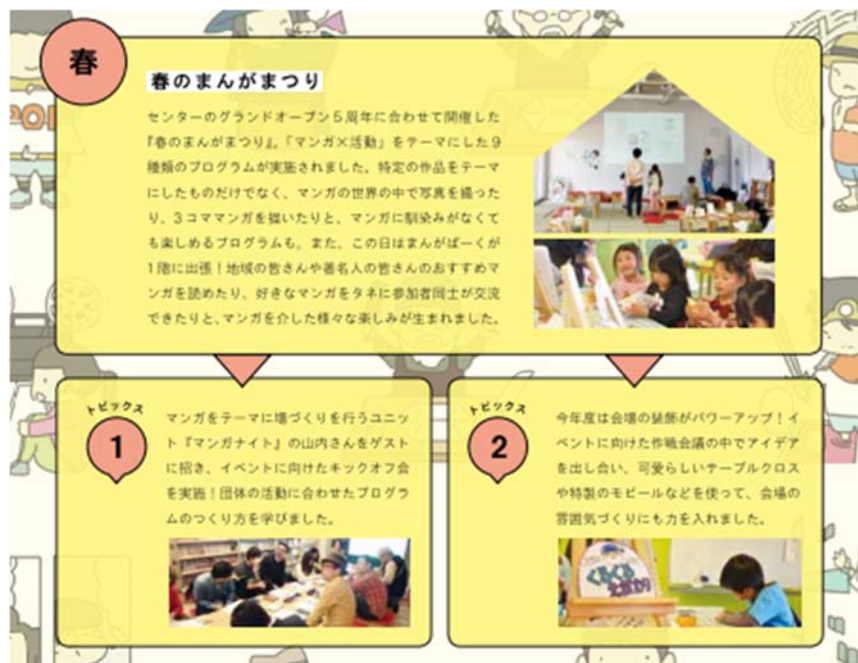 春
春のまんがまつり
センターのグランドオープン5周年に合わせて開催した
『春のまんがまつり』。「マンガ×活動」をテーマにした9
種類のプログラムが実施されました。特定の作品をテーマ
にしたものだけでなく、マンガの世界の中で写真を撮った
り、3コママンガを描いたりと、マンガに馴染みがなくて
も楽しめるプログラムも。また、この日はまんがぱーくが
1階に出張!地域の皆さんや著名人の皆さんのおすすめマ
ンガを読めたり、好きなマンガをタネに参加者同士が交流
できたりと、マンガを介した様々な楽しみが生まれました。
トピックス
1
マンガをテーマに場づくりを行うユニッ
ト『マンガナイト』の山内さんをゲスト
に招き、イベントに向けたキックオフ会
を実施!団体の活動に合わせたプログラ
ムのつくり方を学びました。
トピックス
2
今年度は会場の装飾がパワーアップ!イ
ベントに向けた作戦会議の中でアイデア
を出し合い、可愛らしいテーブルクロス
や特製のモビールなどを使って、会場の
雰囲気づくりにも力を入れました。
ぐるぐる